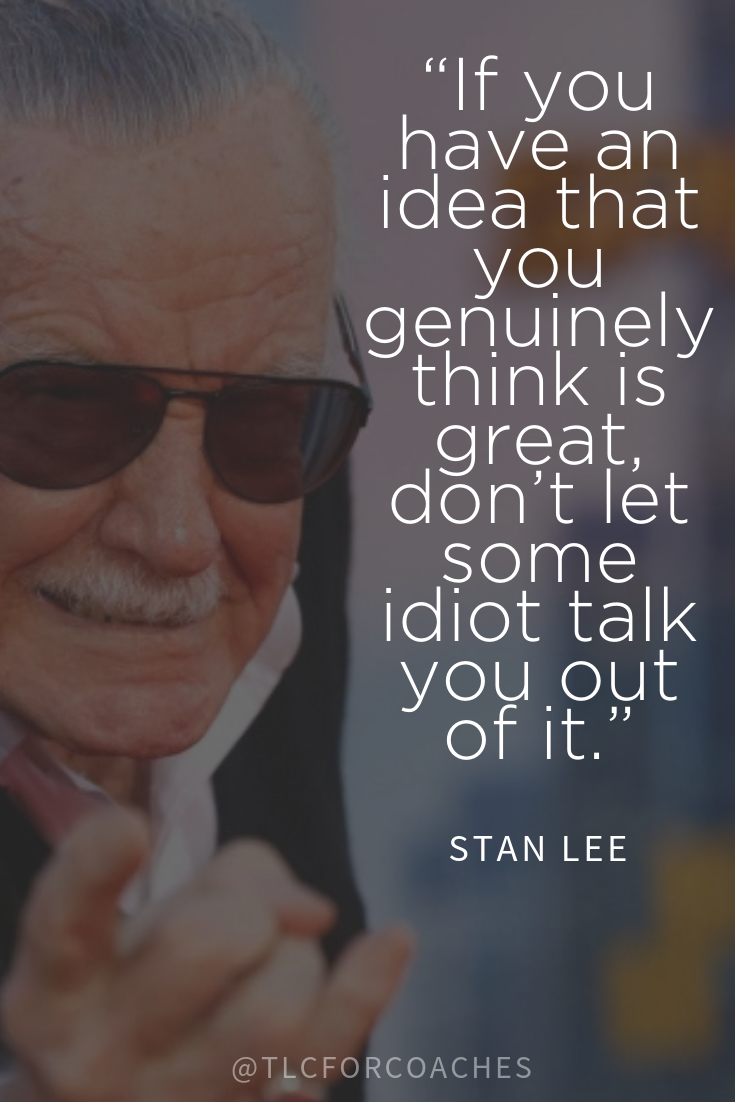 “If you
have an
idea that
you
genuinely
think is
great,
don’t let
some
idiot talk
you out
of it.”
STAN LEE
@TLCFORCOACHES